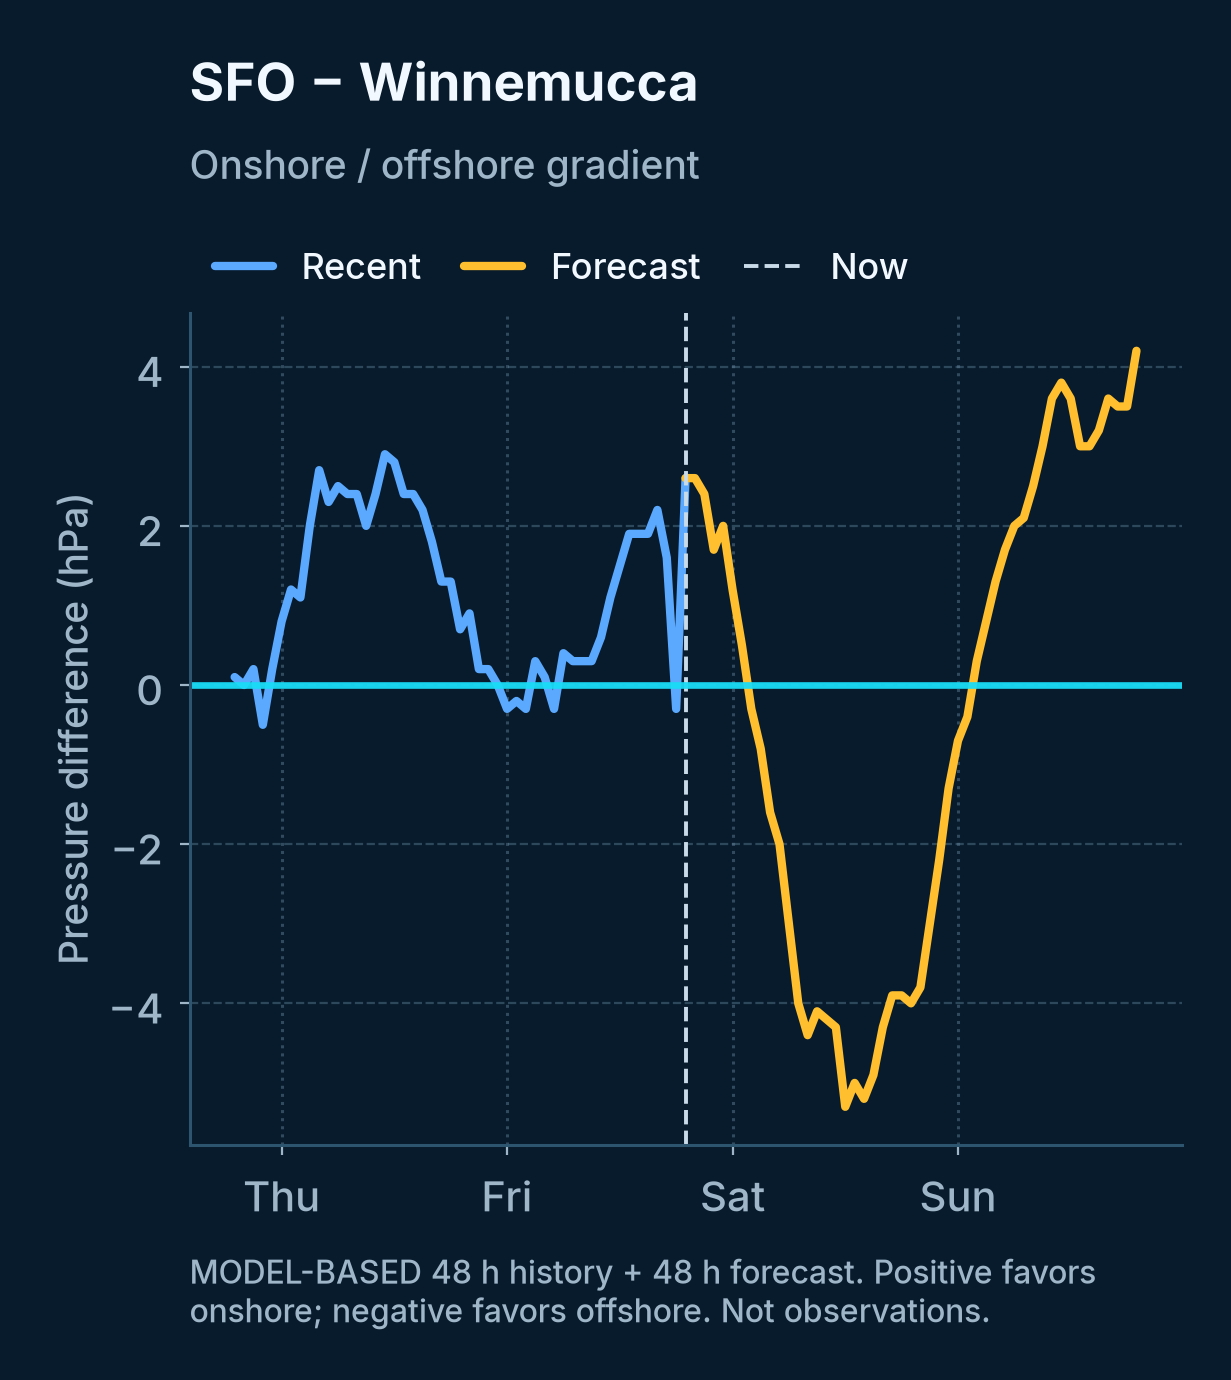 SFO – Winnemucca
Onshore / offshore gradient
Recent Forecast Now
4
2
0
−2
−4
Pressure difference (hPa)
Thu Fri Sat Sun
MODEL-BASED 48 h history + 48 h forecast. Positive favors
onshore; negative favors offshore. Not observations.